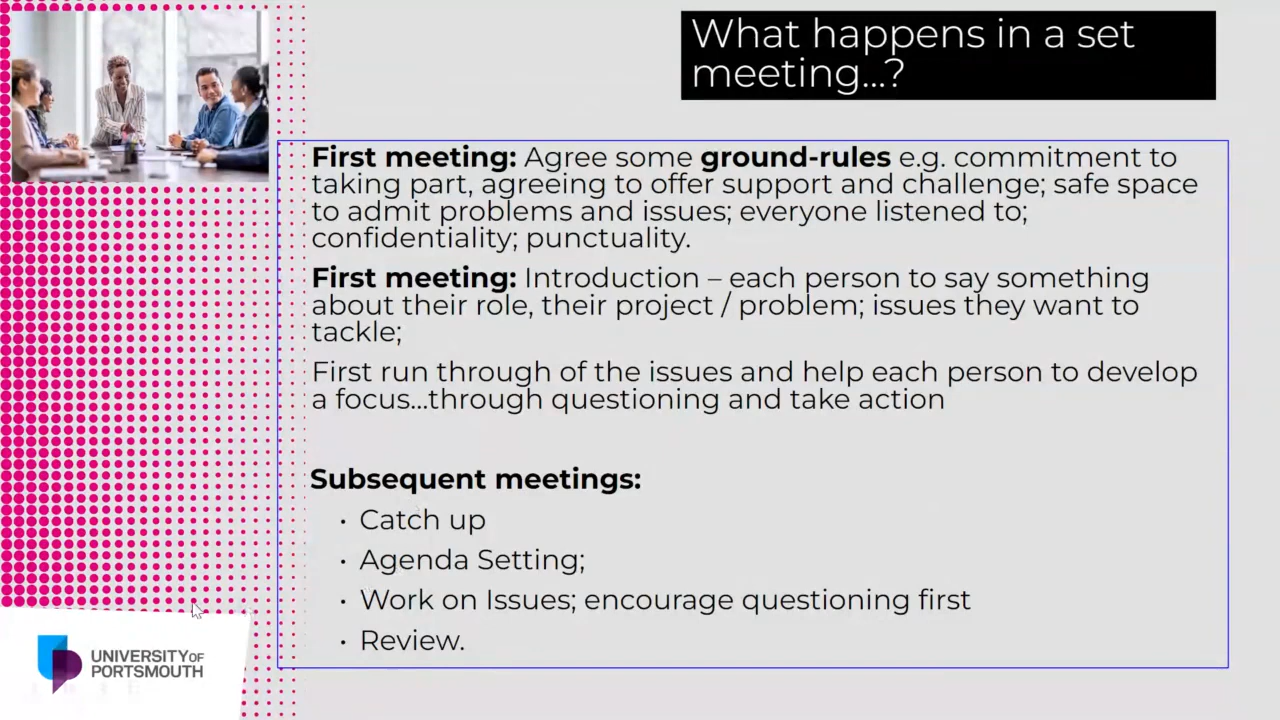 What happens in a set
meeting...?
First meeting: Agree some ground-rules e.g. commitment to
taking part, agreeing to offer support and challenge; safe space
to admit problems and issues; everyone listened to;
confidentiality; punctuality.
First meeting: Introduction – each person to say something
about their role, their project / problem; issues they want to
tackle;
First run through of the issues and help each person to develop
a focus...through questioning and take action
Subsequent meetings:
• Catch up
• Agenda Setting;
• Work on Issues; encourage questioning first
• Review.
UNIVERSITY OF
PORTSMOUTH